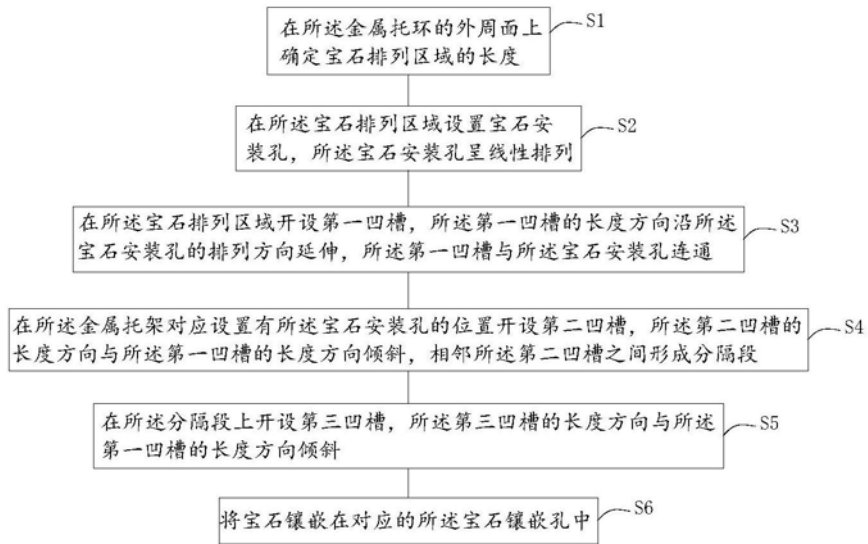 在所述金属托环的外周面上
确定宝石排列区域的长度
S1
在所述宝石排列区域设置宝石安
装孔，所述宝石安装孔呈线性排列
S2
在所述宝石排列区域开设第一凹槽，所述第一凹槽的长度方向沿所述
宝石安装孔的排列方向延伸，所述第一凹槽与所述宝石安装孔连通
S3
在所述金属托架对应设置有所述宝石安装孔的位置开设第二凹槽，所述第二凹槽的
长度方向与所述第一凹槽的长度方向倾斜，相邻所述第二凹槽之间形成分隔段
S4
在所述分隔段上开设第三凹槽，所述第三凹槽的长度方向与所述
第一凹槽的长度方向倾斜
S5
将宝石镶嵌在对应的所述宝石镶嵌孔中
S6